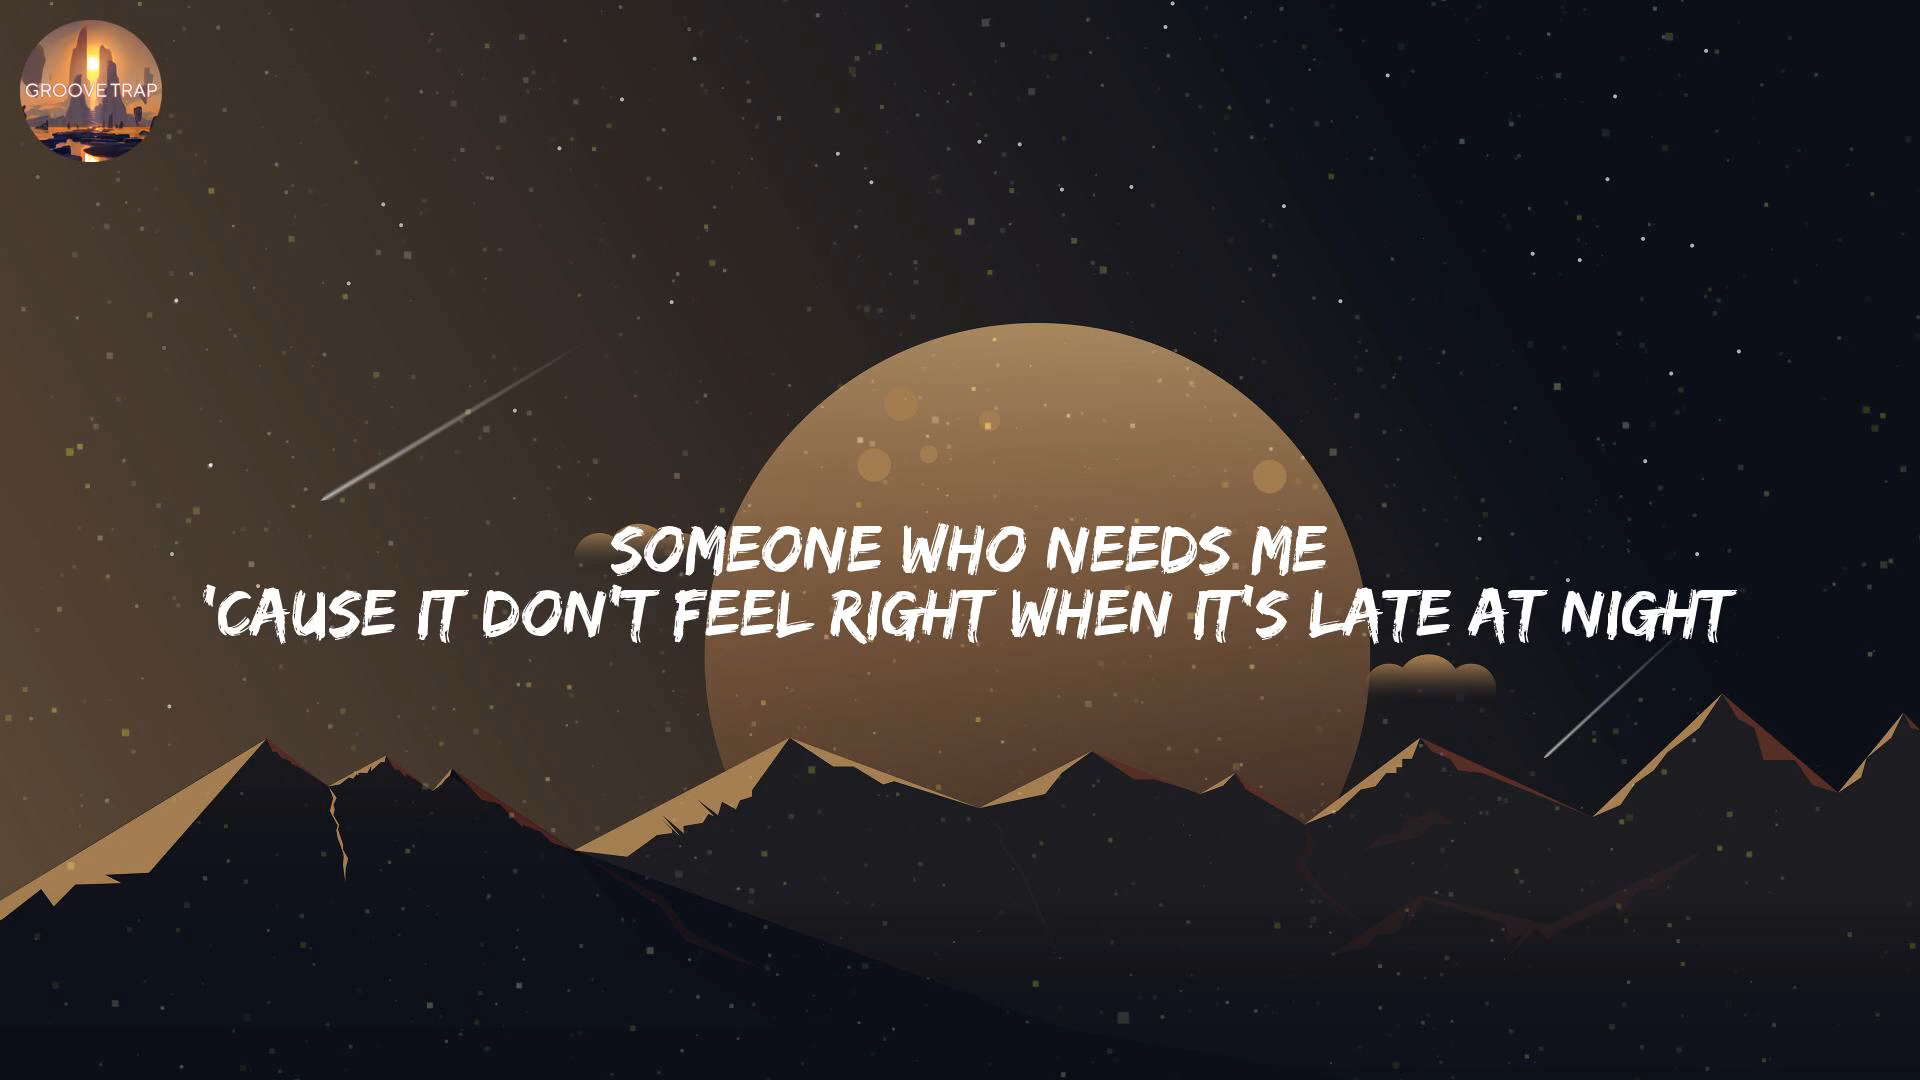 GROOVE TRAP
SOMEONE WHO NEEDS ME
'CAUSE IT DON'T FEEL RIGHT WHEN IT'S LATE AT NIGHT